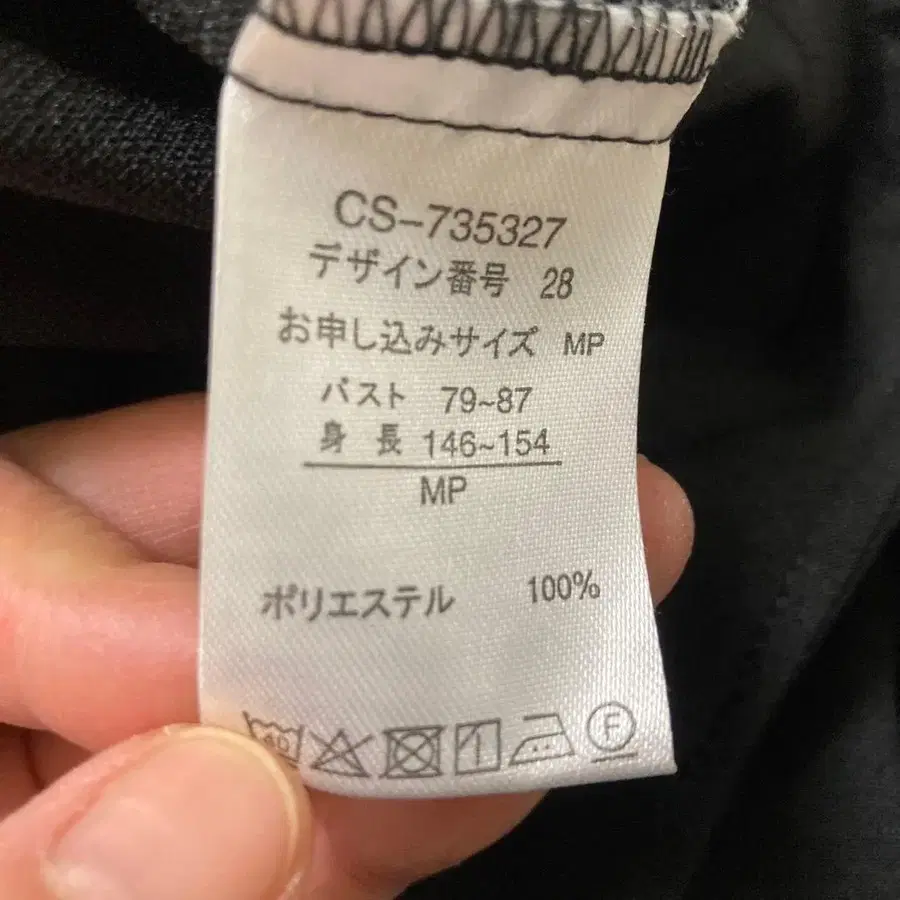 CS-735327
デザイン番号 28
お申し込みサイズ MP
バスト 79~87
身 長 146~154
MP
ポリエステル 100%
40
F